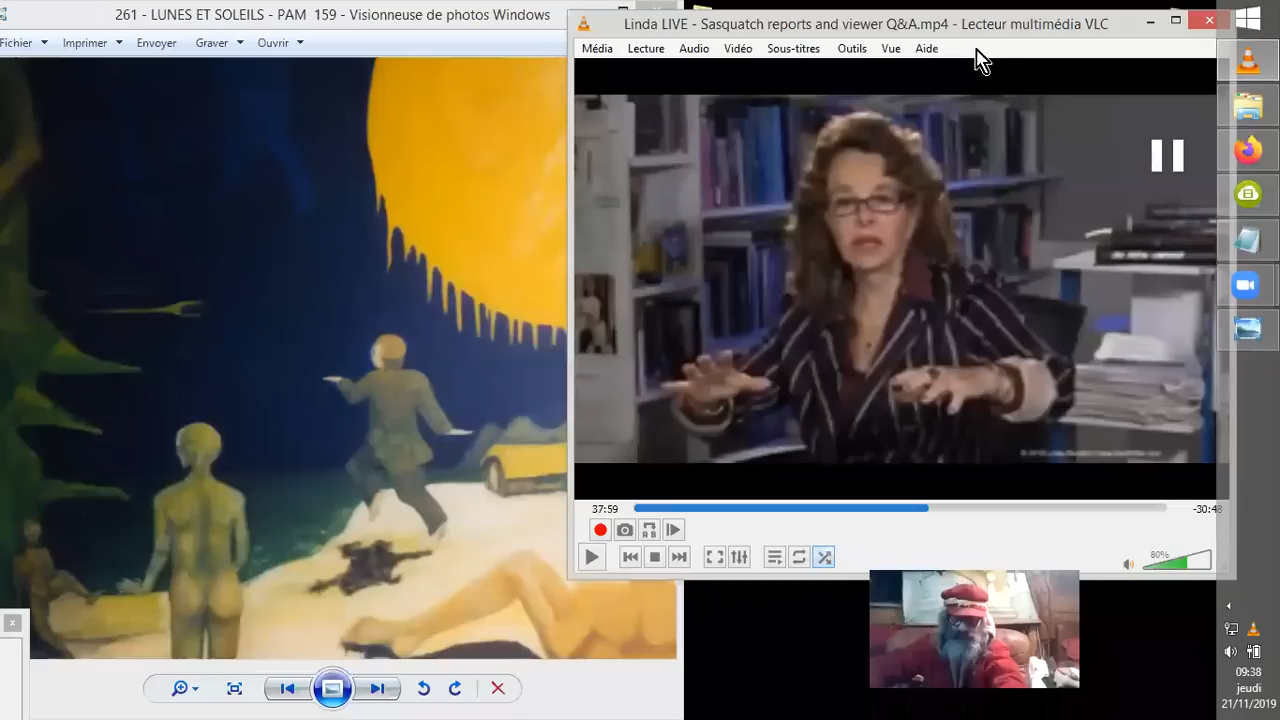 261 - LUNES ET SOLEILS - PAM 159 - Visionneuse de photos Windows
Fichier Imprimer Envoyer Graver Ouvrir
Linda LIVE - Sasquatch reports and viewer Q&A.mp4 - Lecteur multimédia VLC
Média Lecture Audio Vidéo Sous-titres Outils Vue Aide
37:59 -30:48
A B
80%
09:38
jeudi
21/11/2019